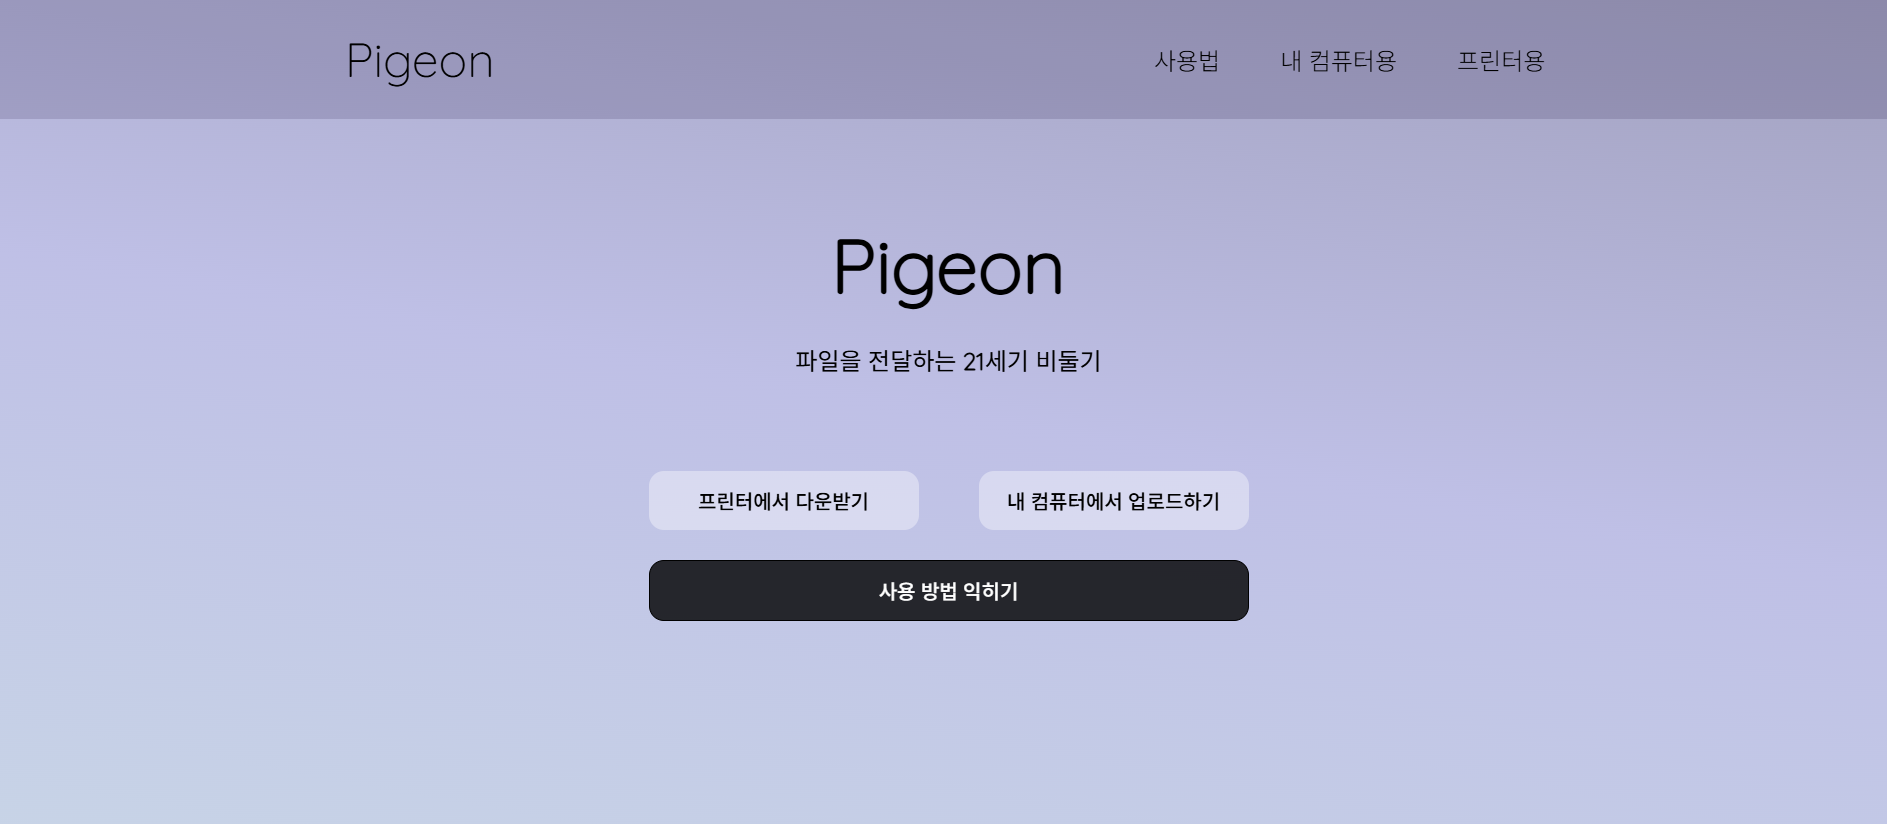 Pigeon
사용법
내 컴퓨터용
프린터용
Pigeon
파일을 전달하는 21세기 비둘기
프린터에서 다운받기
내 컴퓨터에서 업로드하기
사용 방법 익히기